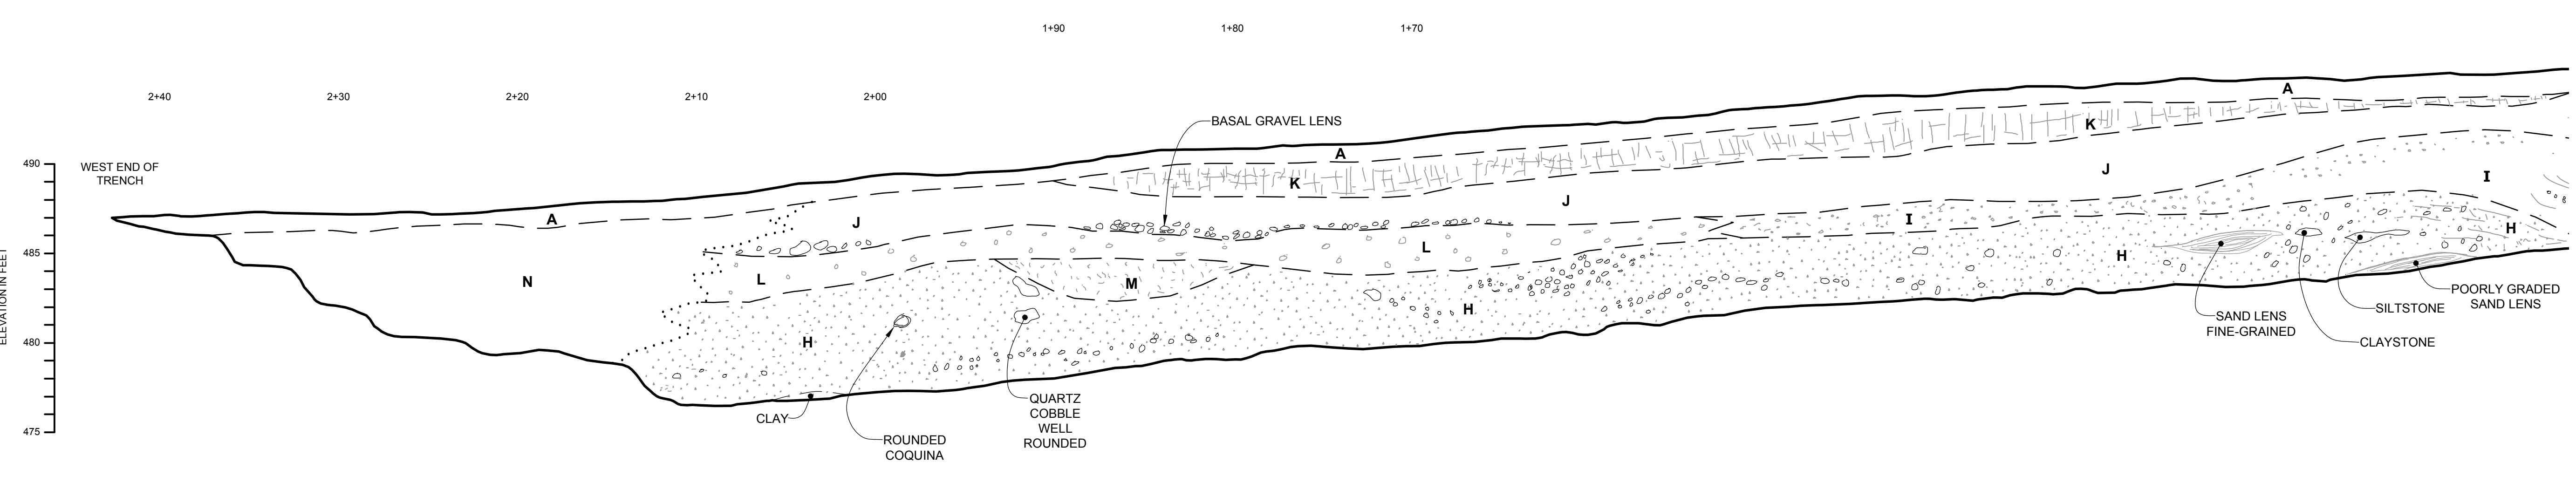 1+90
1+80
1+70
2+40
2+30
2+20
2+10
2+00
A
BASAL GRAVEL LENS
K
A
490
WEST END OF
TRENCH
K
J
I
A
J
J
I
H
485
L
H
L
N
M
POORLY GRADED
SAND LENS
H
SILTSTONE
SAND LENS
FINE-GRAINED
ELEVATION IN FEET
480
H
CLAYSTONE
QUARTZ
COBBLE
WELL
ROUNDED
CLAY
475
ROUNDED
COQUINA